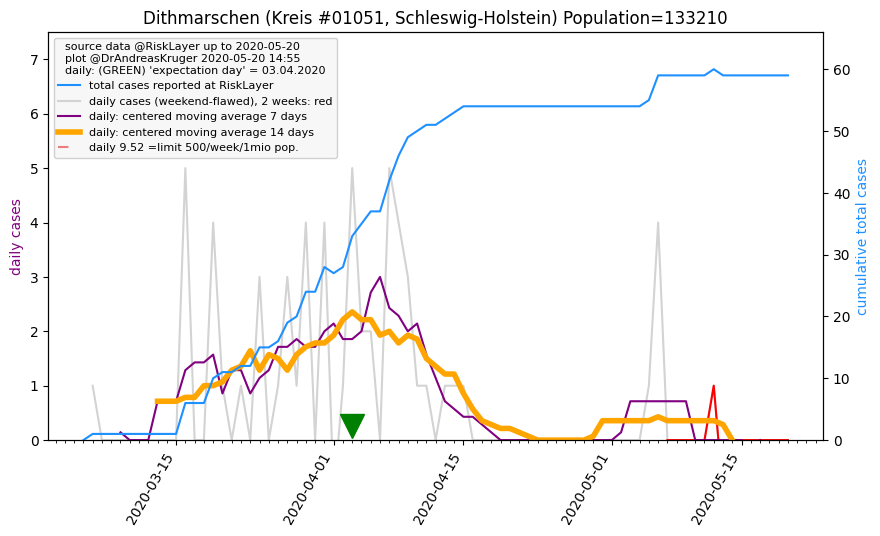 Dithmarschen (Kreis #01051, Schleswig-Holstein) Population=133210
source data @RiskLayer up to 2020-05-20
plot @DrAndreasKruger 2020-05-20 14:55
daily: (GREEN) 'expectation day' = 03.04.2020
total cases reported at RiskLayer
daily cases (weekend-flawed), 2 weeks: red
daily: centered moving average 7 days
daily: centered moving average 14 days
daily 9.52 =limit 500/week/1mio pop.
daily cases
7
6
5
4
3
2
1
0
cumulative total cases
60
50
40
30
20
10
0
2020-03-15
2020-04-01
2020-04-15
2020-05-01
2020-05-15